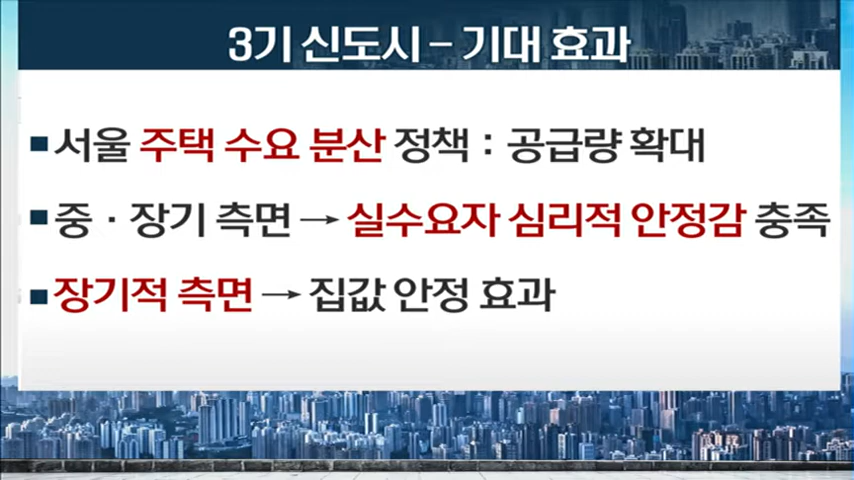 3기 신도시 – 기대 효과
■ 서울 주택 수요 분산 정책 : 공급량 확대
■ 중 · 장기 측면 → 실수요자 심리적 안정감 충족
■ 장기적 측면 → 집값 안정 효과